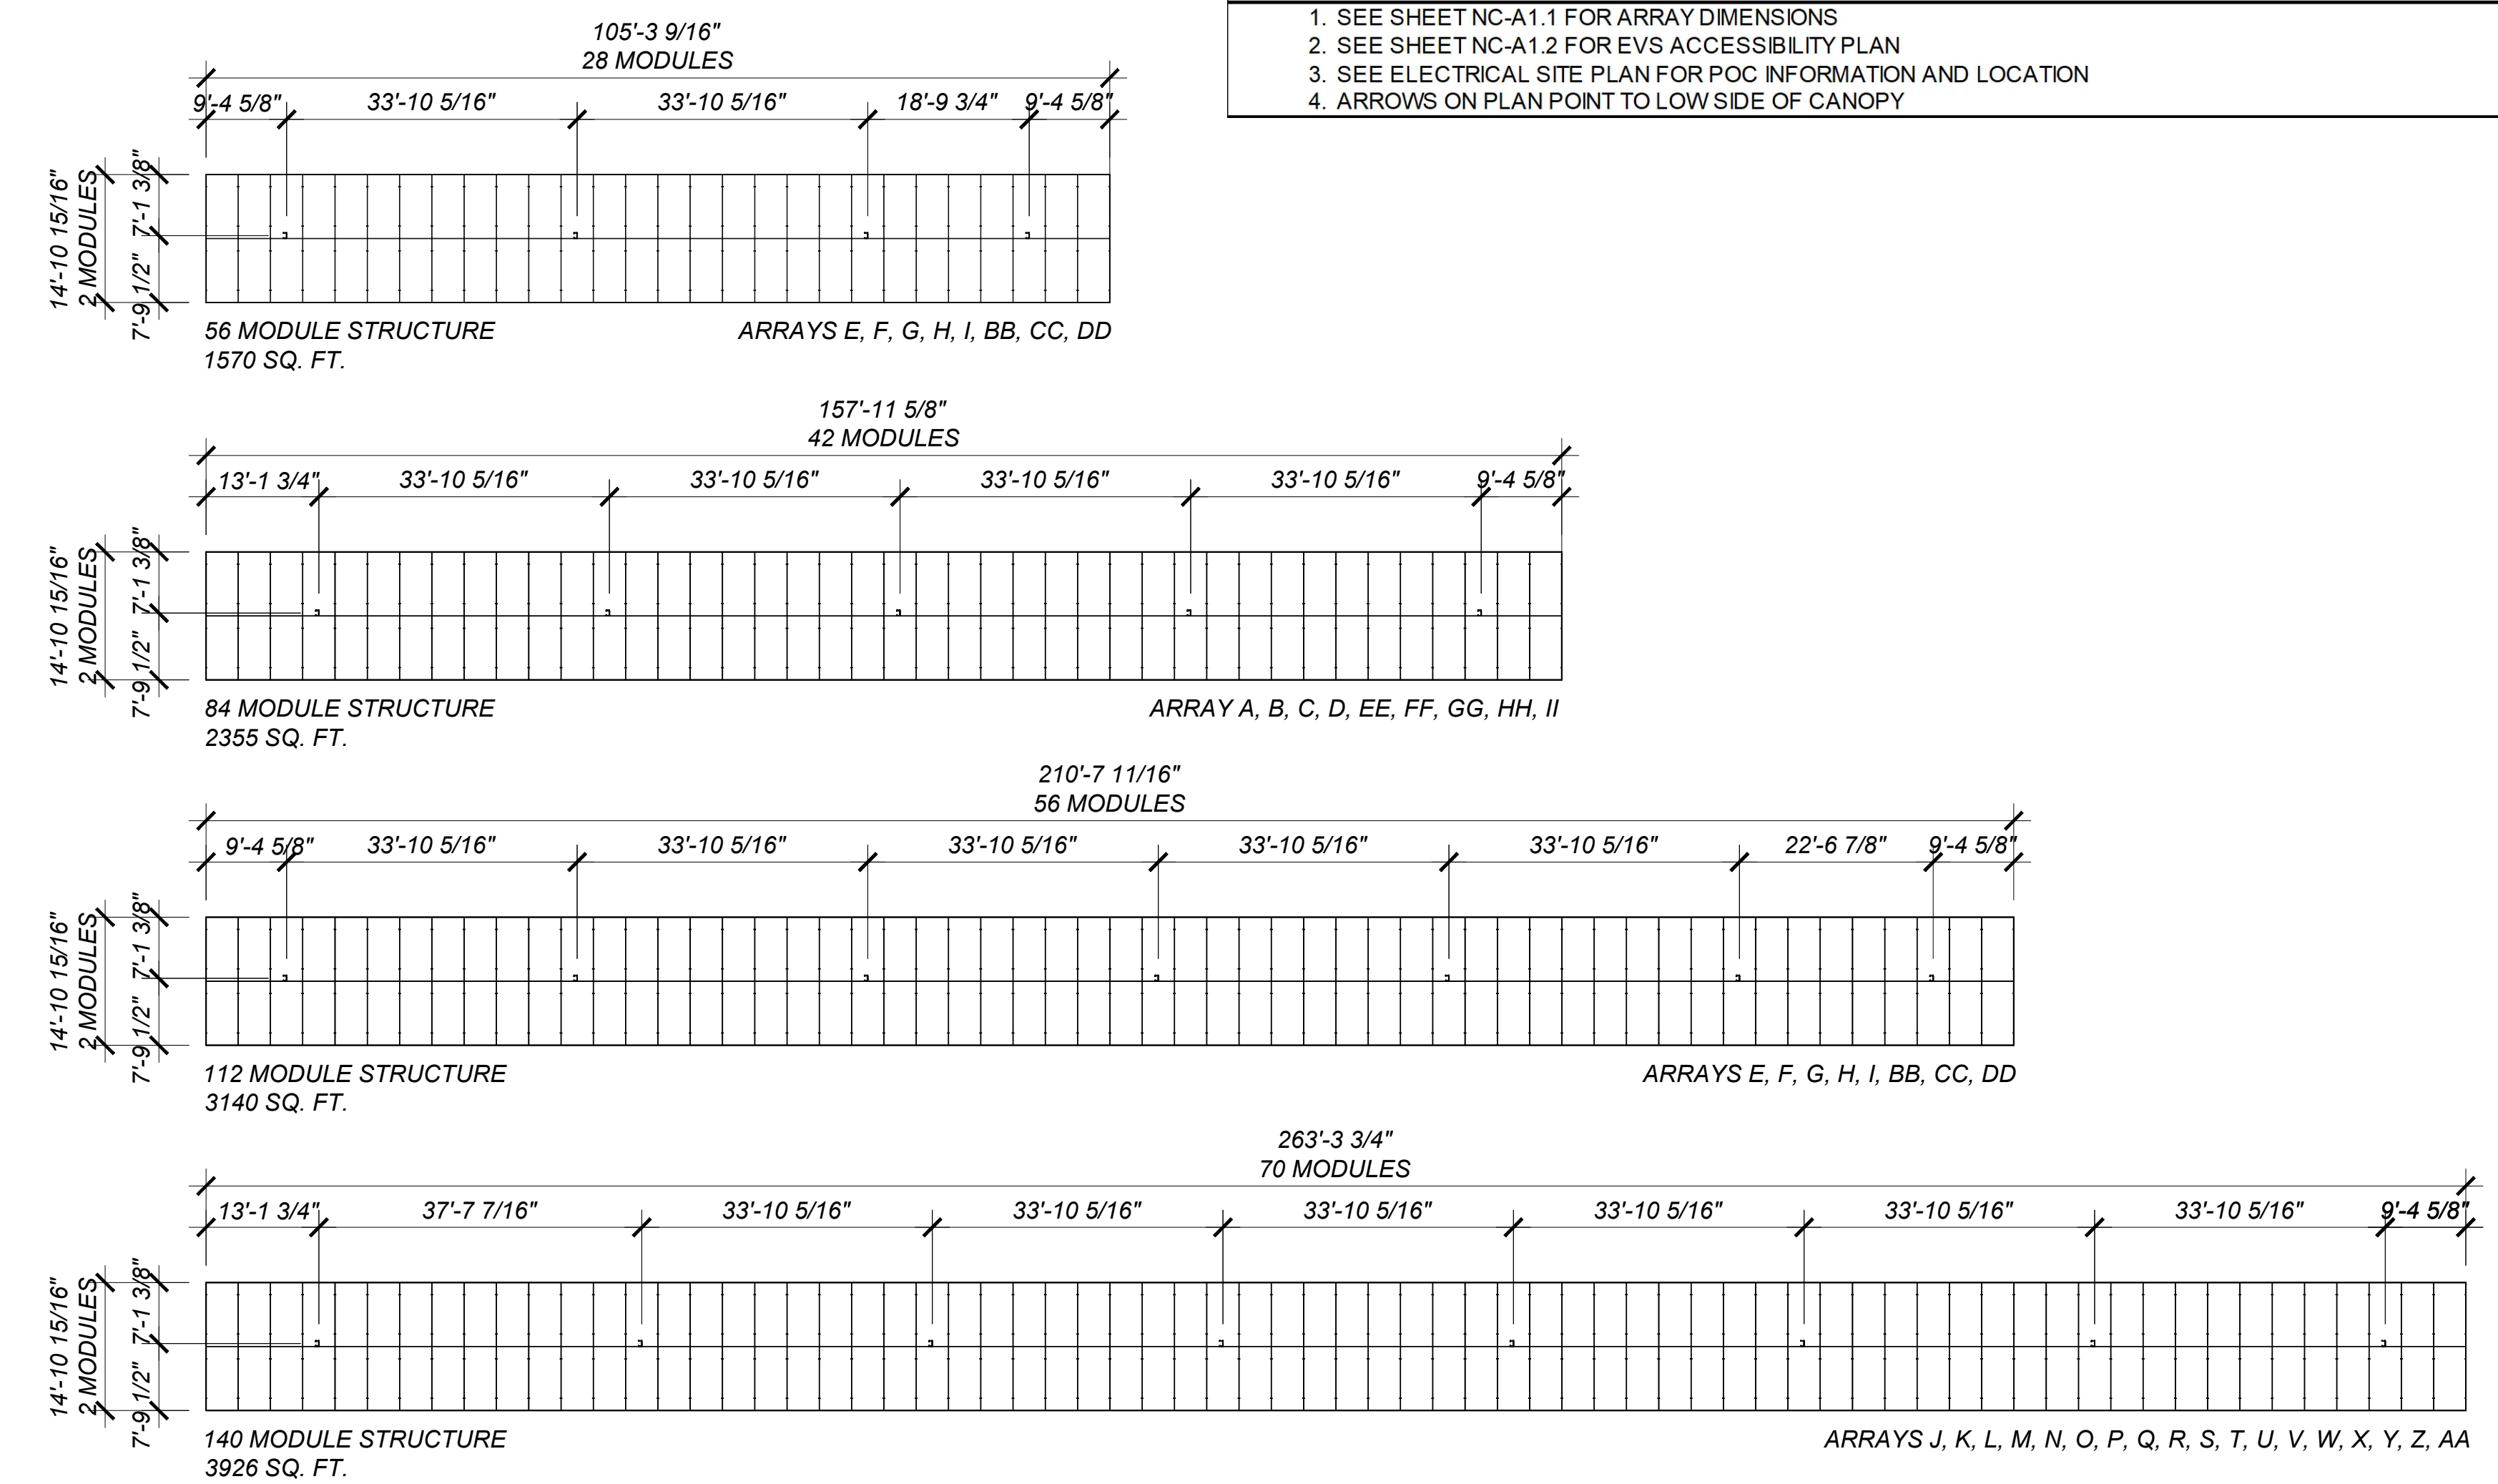 1. SEE SHEET NC-A1.1 FOR ARRAY DIMENSIONS
2. SEE SHEET NC-A1.2 FOR EVS ACCESSIBILITY PLAN
3. SEE ELECTRICAL SITE PLAN FOR POC INFORMATION AND LOCATION
4. ARROWS ON PLAN POINT TO LOW SIDE OF CANOPY
105'-3 9/16"
28 MODULES
9'-4 5/8" 33'-10 5/16" 33'-10 5/16" 18'-9 3/4" 9'-4 5/8"
14'-10 15/16"
2 MODULES
7'-9 1/2" 7'-1 3/8"
56 MODULE STRUCTURE ARRAYS E, F, G, H, I, BB, CC, DD
1570 SQ. FT.
157'-11 5/8"
42 MODULES
13'-1 3/4" 33'-10 5/16" 33'-10 5/16" 33'-10 5/16" 33'-10 5/16" 9'-4 5/8"
14'-10 15/16"
2 MODULES
7'-9 1/2" 7'-1 3/8"
84 MODULE STRUCTURE ARRAY A, B, C, D, EE, FF, GG, HH, II
2355 SQ. FT.
210'-7 11/16"
56 MODULES
9'-4 5/8" 33'-10 5/16" 33'-10 5/16" 33'-10 5/16" 33'-10 5/16" 33'-10 5/16" 22'-6 7/8" 9'-4 5/8"
14'-10 15/16"
2 MODULES
7'-9 1/2" 7'-1 3/8"
112 MODULE STRUCTURE ARRAYS E, F, G, H, I, BB, CC, DD
3140 SQ. FT.
263'-3 3/4"
70 MODULES
13'-1 3/4" 37'-7 7/16" 33'-10 5/16" 33'-10 5/16" 33'-10 5/16" 33'-10 5/16" 33'-10 5/16" 33'-10 5/16" 9'-4 5/8"
14'-10 15/16"
2 MODULES
7'-9 1/2" 7'-1 3/8"
140 MODULE STRUCTURE ARRAYS J, K, L, M, N, O, P, Q, R, S, T, U, V, W, X, Y, Z, AA
3926 SQ. FT.